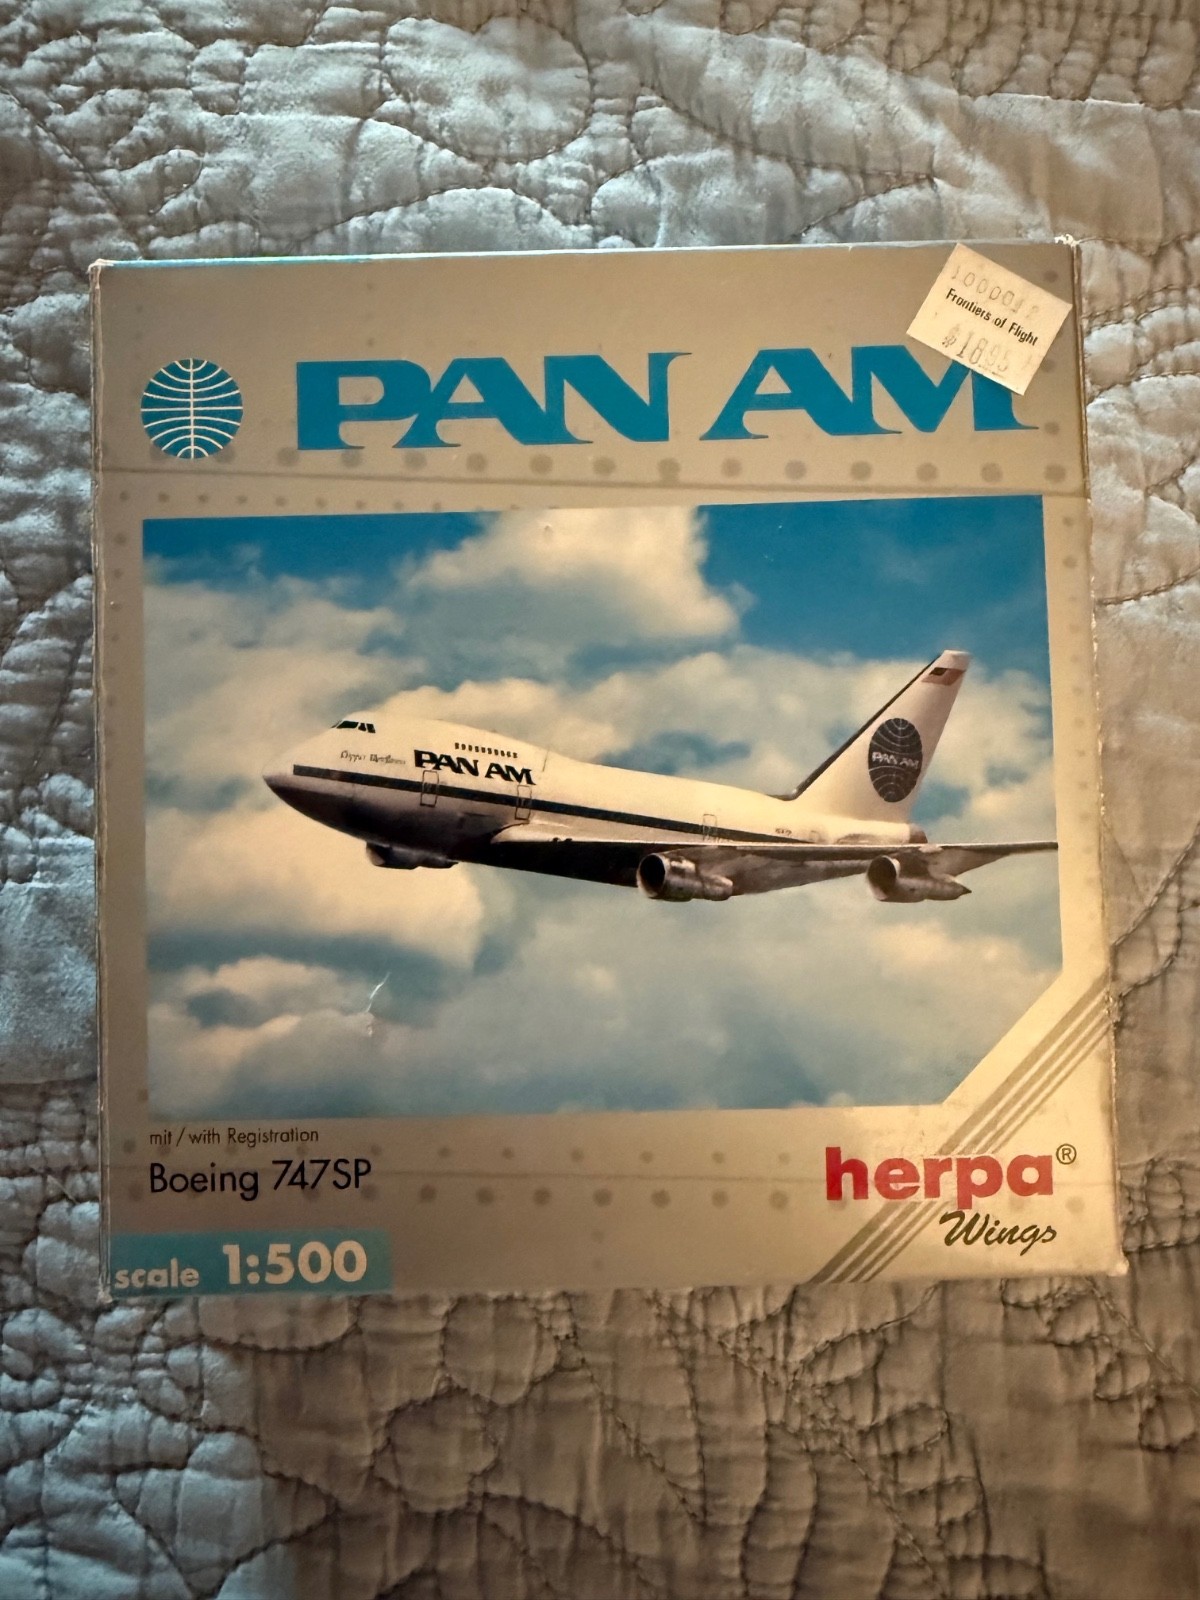 1000012
Frontiers of Flight
$18.95
PAN AM
PAN AM
PAN AM
mit / with Registration
Boeing 747SP
herpa®
Wings
scale 1:500